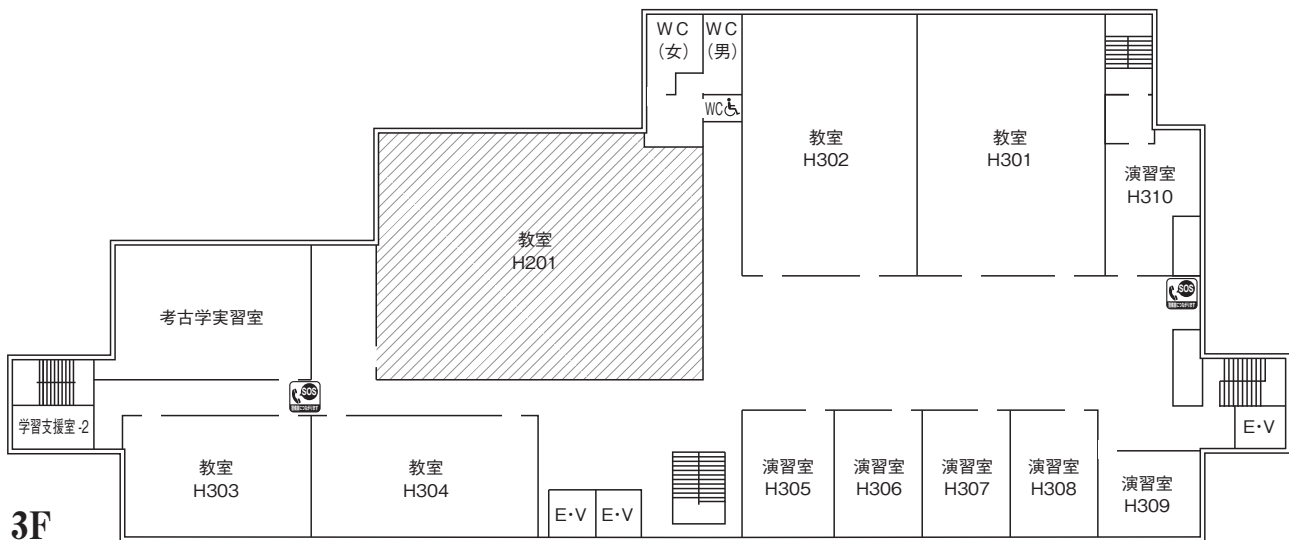 WC
(女)
WC
(男)
WC
教室
H302
教室
H301
演習室
H310
教室
H201
SOS
考古学実習室
SOS
学習支援室-2
E・V
教室
H303
教室
H304
演習室
H305
演習室
H306
演習室
H307
演習室
H308
演習室
H309
E・V
E・V
3F